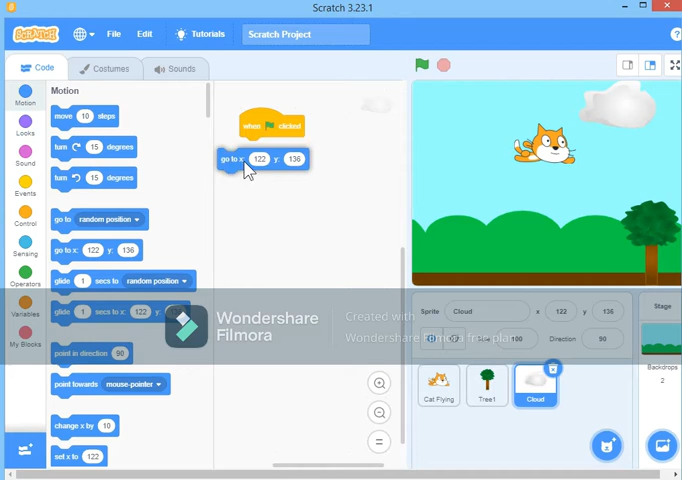 Scratch 3.23.1
SCRATCH
File
Edit
Tutorials
Scratch Project
?
Code
Costumes
Sounds
Motion
Looks
Sound
Events
Control
Sensing
Operators
Variables
My Blocks
Motion
move 10 steps
turn 15 degrees
turn 15 degrees
go to random position
go to x: 122 y: 136
glide 1 secs to random position
glide 1 secs to x: 122 y:
point in direction 90
point towards mouse-pointer
change x by 10
set x to 122
when clicked
go to x: 122 y: 136
Sprite Cloud x 122 y 136
Size 100 Direction 90
Cat Flying
Tree1
Cloud
Stage
Backdrops
2
Wondershare
Filmora
Created with
Wondershare Filmora free plan